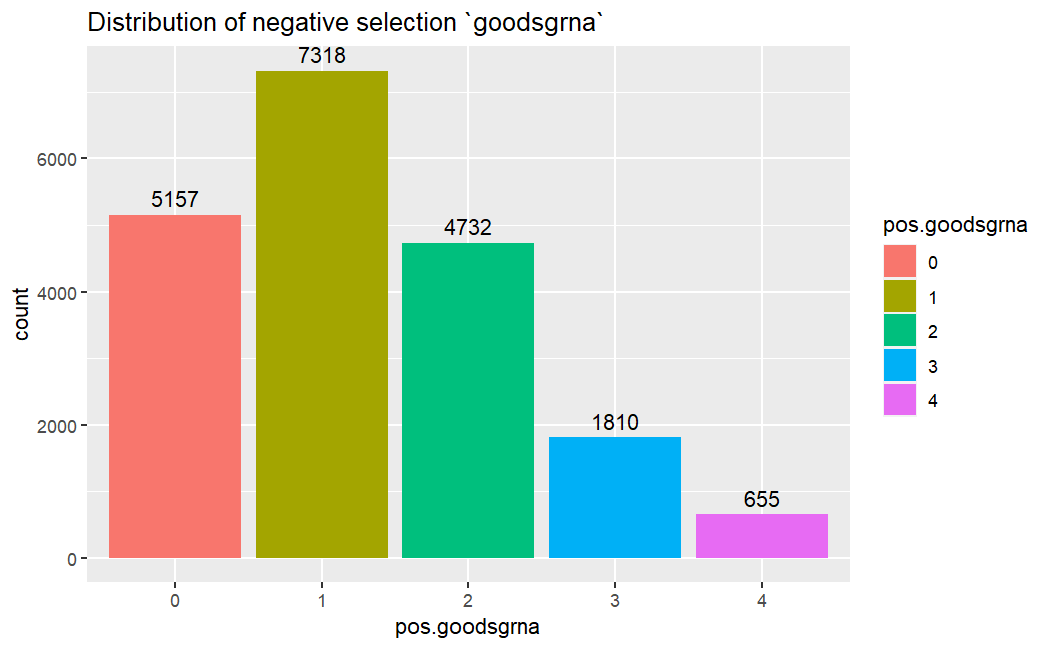 Distribution of negative selection `goodsgrna`
7318
5157
4732
1810
655
6000
4000
2000
0
count
0 1 2 3 4
pos.goodsgrna
pos.goodsgrna
0
1
2
3
4